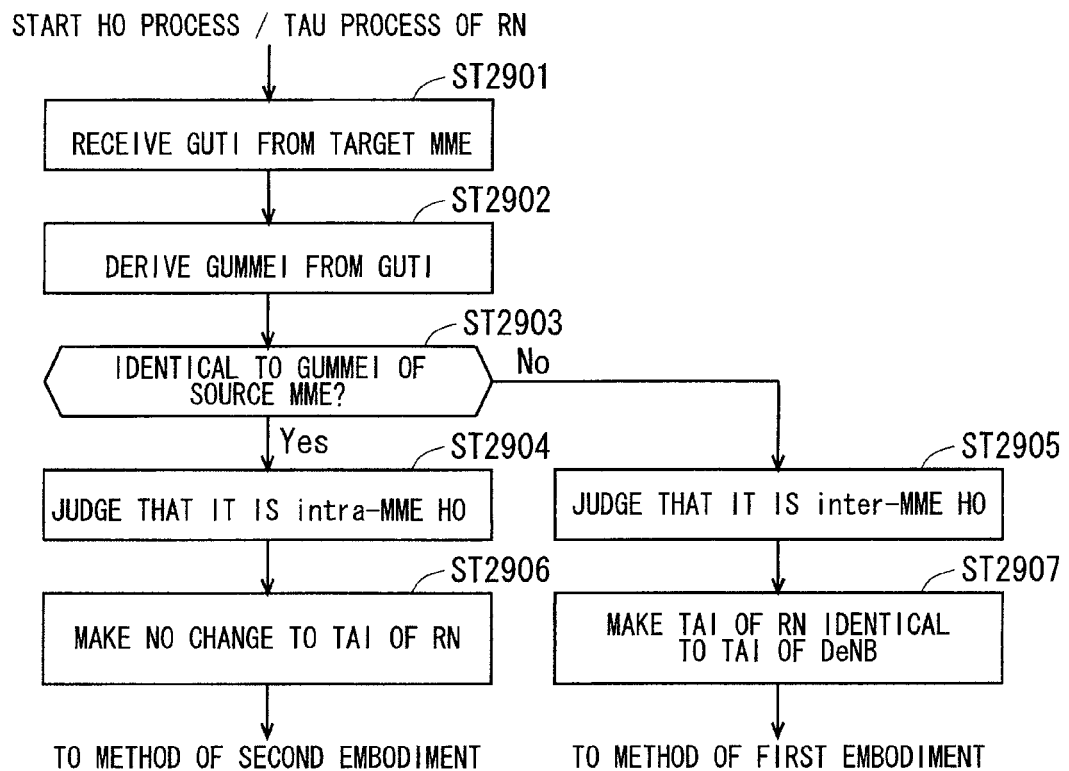 START HO PROCESS / TAU PROCESS OF RN
ST2901
RECEIVE GUTI FROM TARGET MME
ST2902
DERIVE GUMMEI FROM GUTI
ST2903
IDENTICAL TO GUMMEI OF
SOURCE MME?
No
Yes
ST2904
JUDGE THAT IT IS intra-MME HO
ST2905
JUDGE THAT IT IS inter-MME HO
ST2906
MAKE NO CHANGE TO TAI OF RN
ST2907
MAKE TAI OF RN IDENTICAL
TO TAI OF DeNB
TO METHOD OF SECOND EMBODIMENT
TO METHOD OF FIRST EMBODIMENT